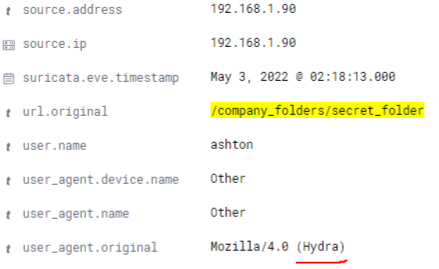 t source.address 192.168.1.90
source.ip 192.168.1.90
suricata.eve.timestamp May 3, 2022 @ 02:18:13.000
t url.original /company_folders/secret_folder
t user.name ashton
t user_agent.device.name Other
t user_agent.name Other
t user_agent.original Mozilla/4.0 (Hydra)